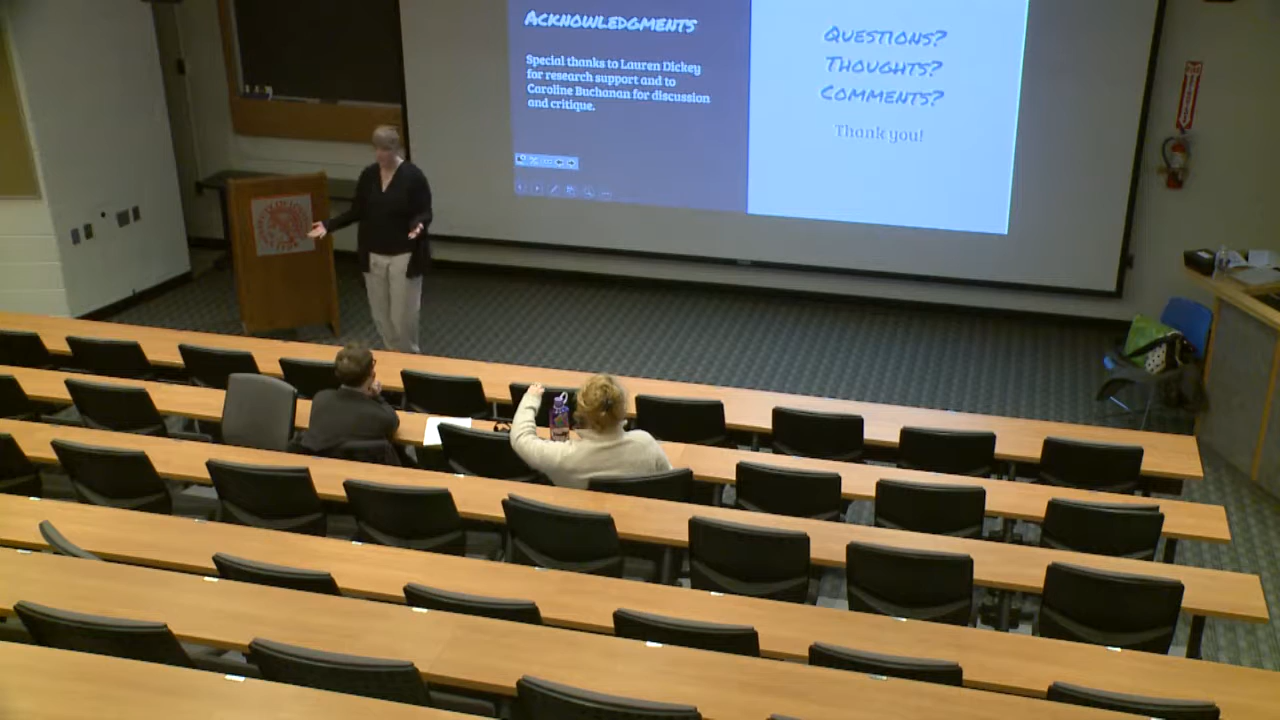 ACKNOWLEDGMENTS
Special thanks to Lauren Dickey
for research support and to
Caroline Buchanan for discussion
and critique.
QUESTIONS?
THOUGHTS?
COMMENTS?
Thank you!